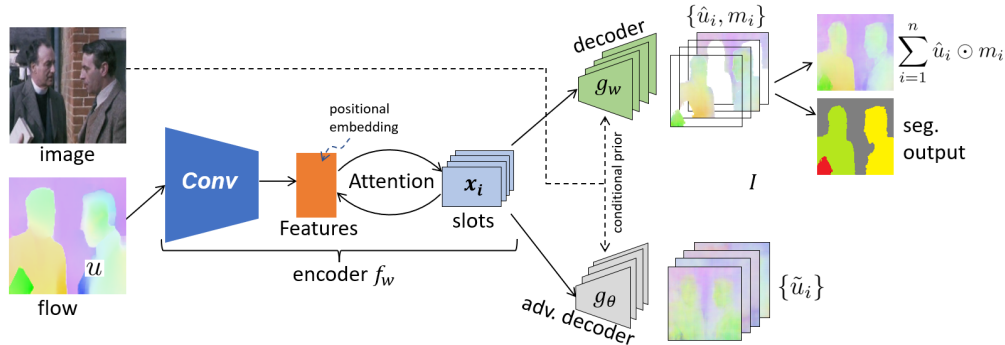 image
u
flow
Conv
positional
embedding
Features
Attention
x_i
slots
encoder f_w
decoder
g_w
conditional prior
g_θ
adv. decoder
{û_i, m_i}
I
{ũ_i}
∑_{i=1}^{n} û_i ⊙ m_i
seg.
output